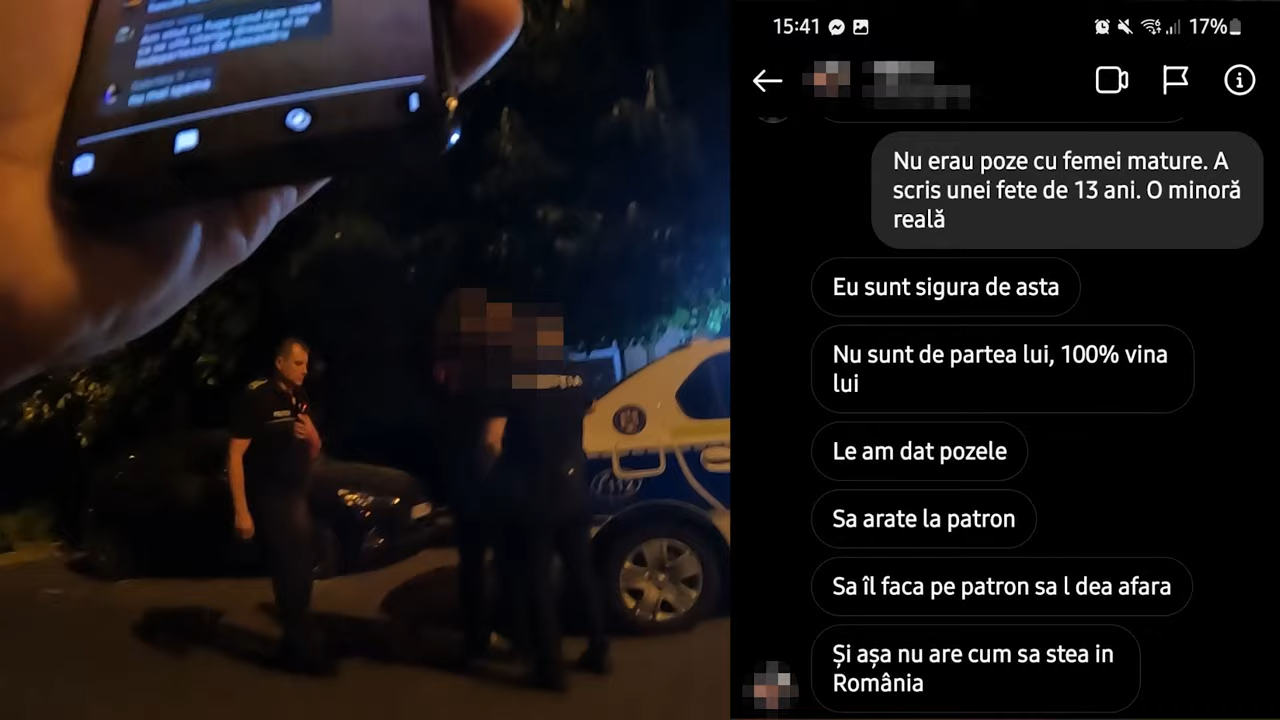 15:41
17%
Nu erau poze cu femei mature. A
scris unei fete de 13 ani. O minoră
reală
Eu sunt sigura de asta
Nu sunt de partea lui, 100% vina
lui
Le am dat pozele
Sa arate la patron
Sa îl faca pe patron sa l dea afara
Și așa nu are cum sa stea in
România